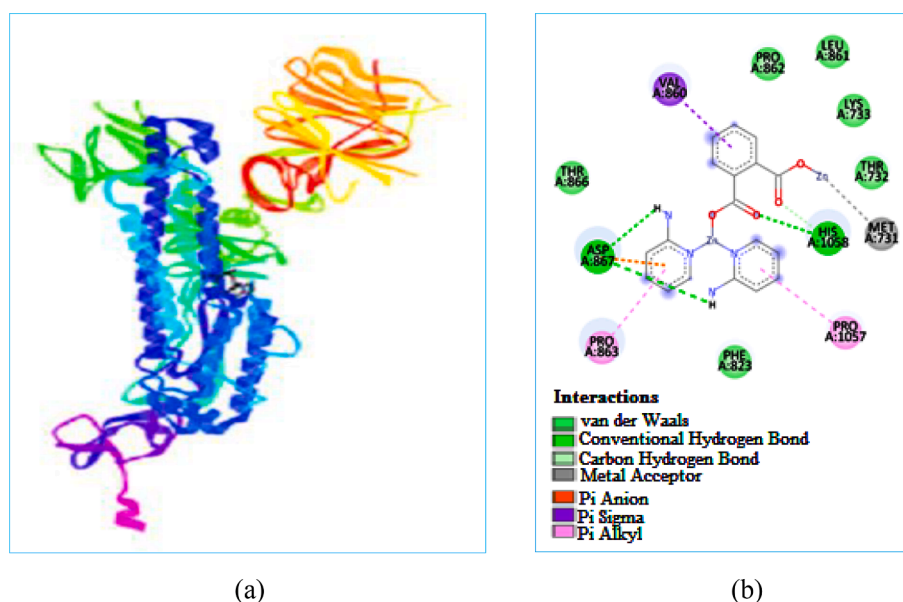 LEU
A:861
PRO
A:862
VAL
A:860
LYS
A:733
THR
A:866
THR
A:732
O
Zn
O
O
O
H
N
HIS
A:1058
MET
A:731
Zn
ASP
A:867
N
N
N
H
PRO
A:863
PRO
A:1057
PHE
A:823
Interactions
van der Waals
Conventional Hydrogen Bond
Carbon Hydrogen Bond
Metal Acceptor
Pi Anion
Pi Sigma
Pi Alkyl
(a)
(b)